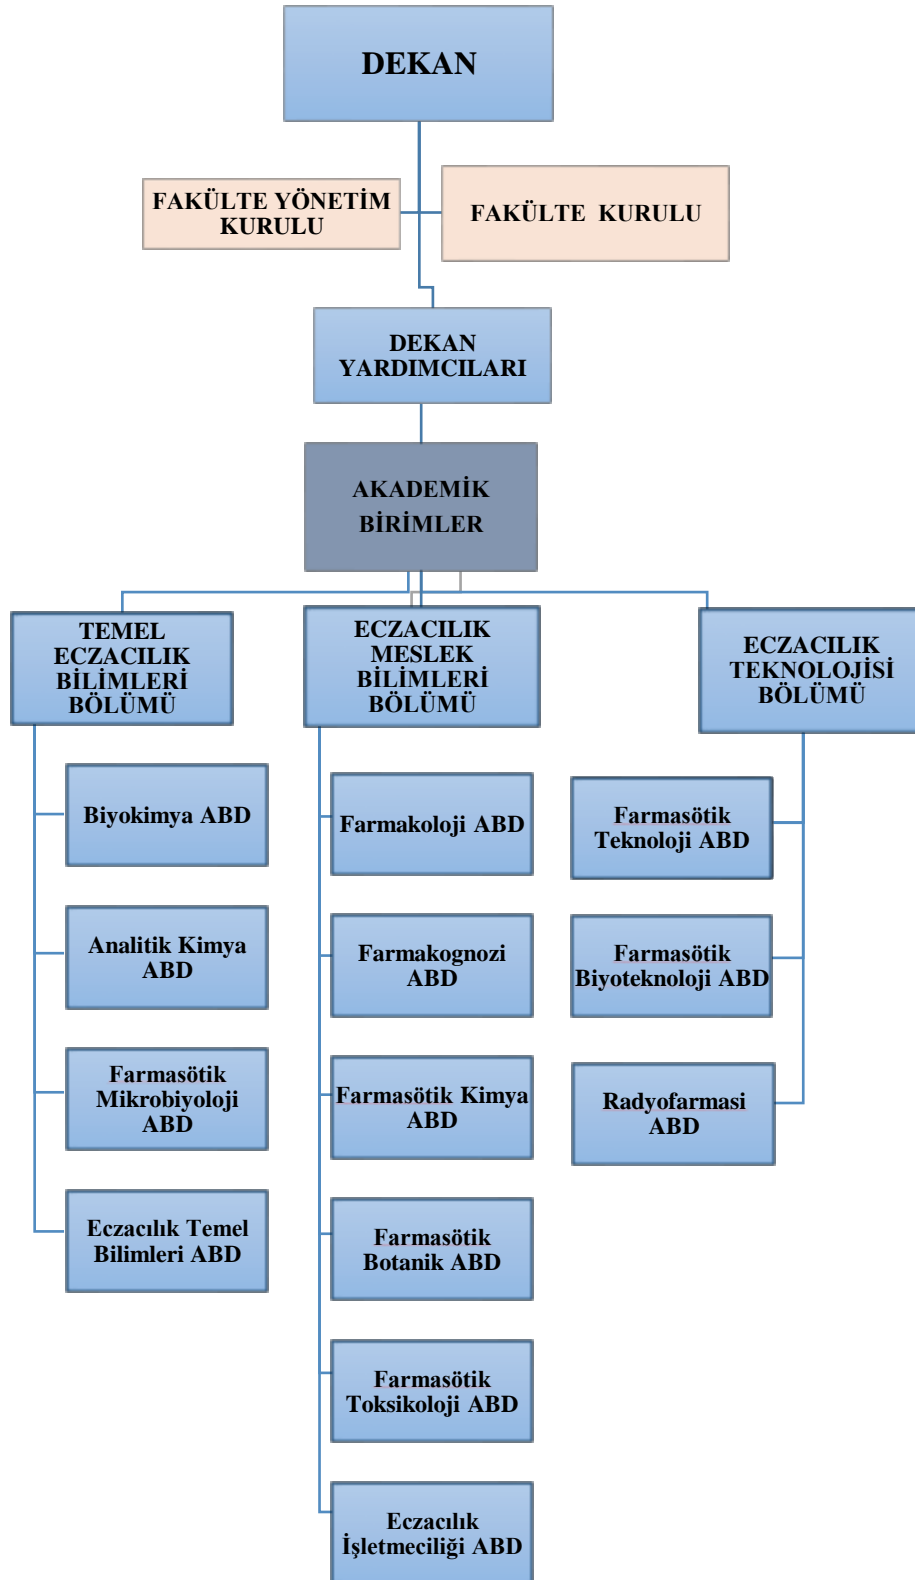 DEKAN
FAKÜLTE YÖNETİM
KURULU
FAKÜLTE KURULU
DEKAN
YARDIMCILARI
AKADEMİK
BİRİMLER
TEMEL
ECZACILIK
BİLİMLERİ
BÖLÜMÜ
Biyokimya ABD
Analitik Kimya
ABD
Farmasötik
Mikrobiyoloji
ABD
Eczacılık Temel
Bilimleri ABD
ECZACILIK
MESLEK
BİLİMLERİ
BÖLÜMÜ
Farmakoloji ABD
Farmakognozi
ABD
Farmasötik Kimya
ABD
Farmasötik
Botanik ABD
Farmasötik
Toksikoloji ABD
Eczacılık
İşletmeciliği ABD
ECZACILIK
TEKNOLOJİSİ
BÖLÜMÜ
Farmasötik
Teknoloji ABD
Farmasötik
Biyoteknoloji ABD
Radyofarmasi
ABD